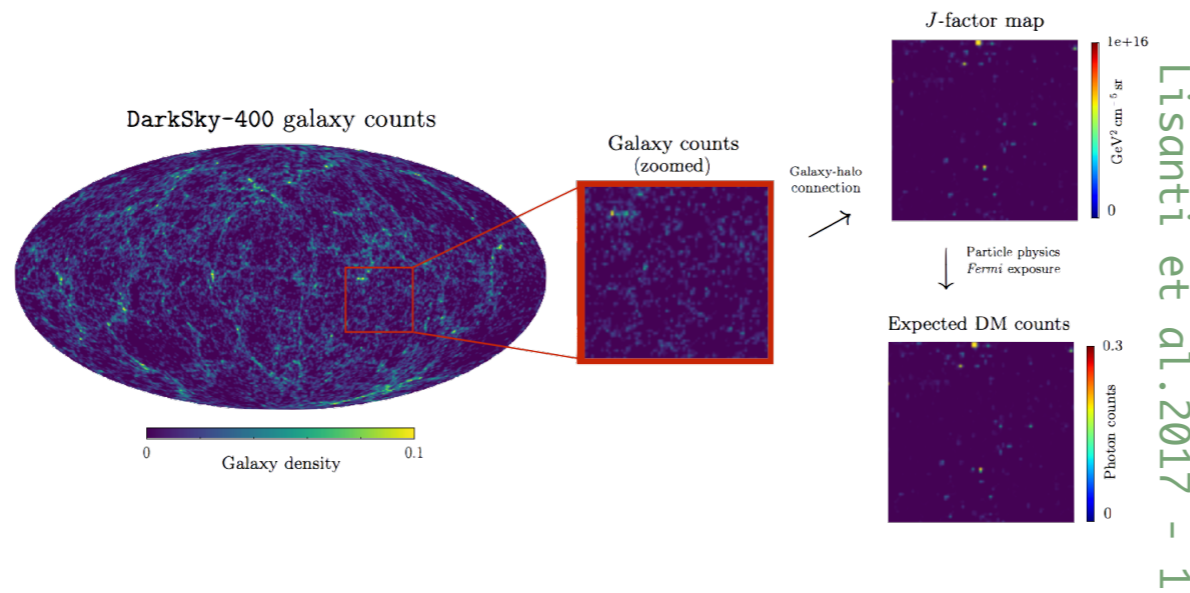 DarkSky-400 galaxy counts
0
0.1
Galaxy density
Galaxy counts
(zoomed)
Galaxy-halo
connection
J-factor map
1e+16
GeV² cm⁻⁵ sr
0
Particle physics
Fermi exposure
Expected DM counts
0.3
Photon counts
0
Lisanti et al.2017 - 1